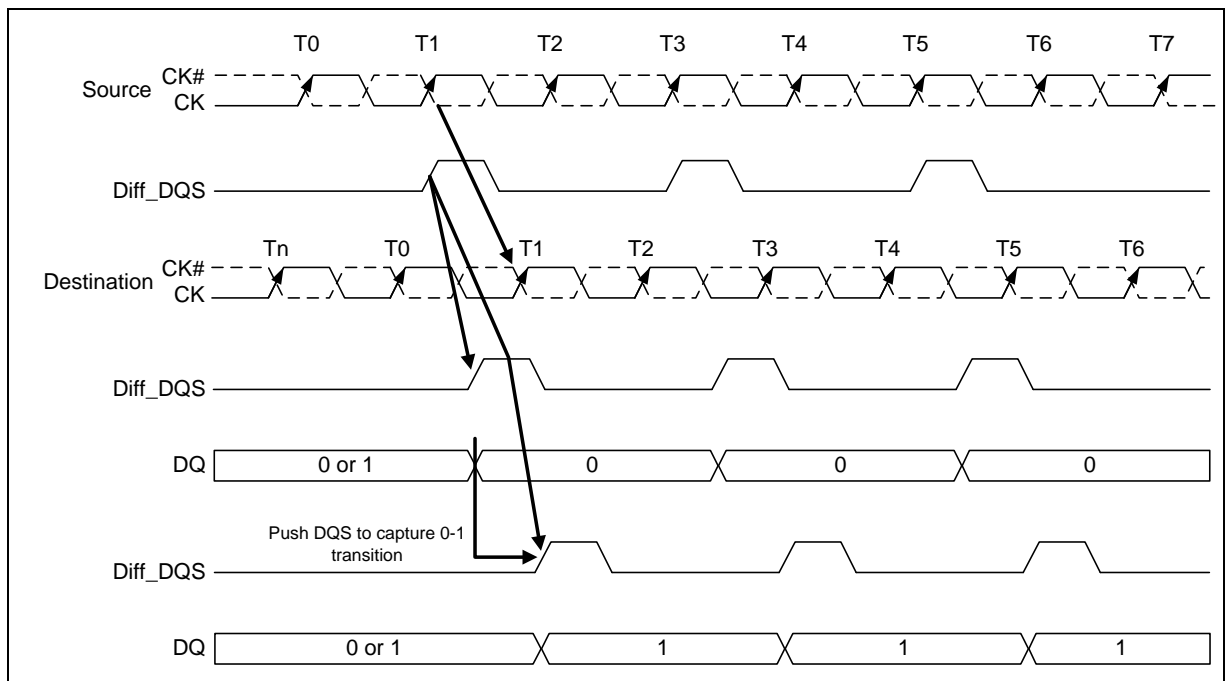 T0 T1 T2 T3 T4 T5 T6 T7
CK#
Source
CK
Diff_DQS
Tn T0 T1 T2 T3 T4 T5 T6
CK#
Destination
CK
Diff_DQS
DQ 0 or 1 0 0 0
Push DQS to capture 0-1
transition
Diff_DQS
DQ 0 or 1 1 1 1